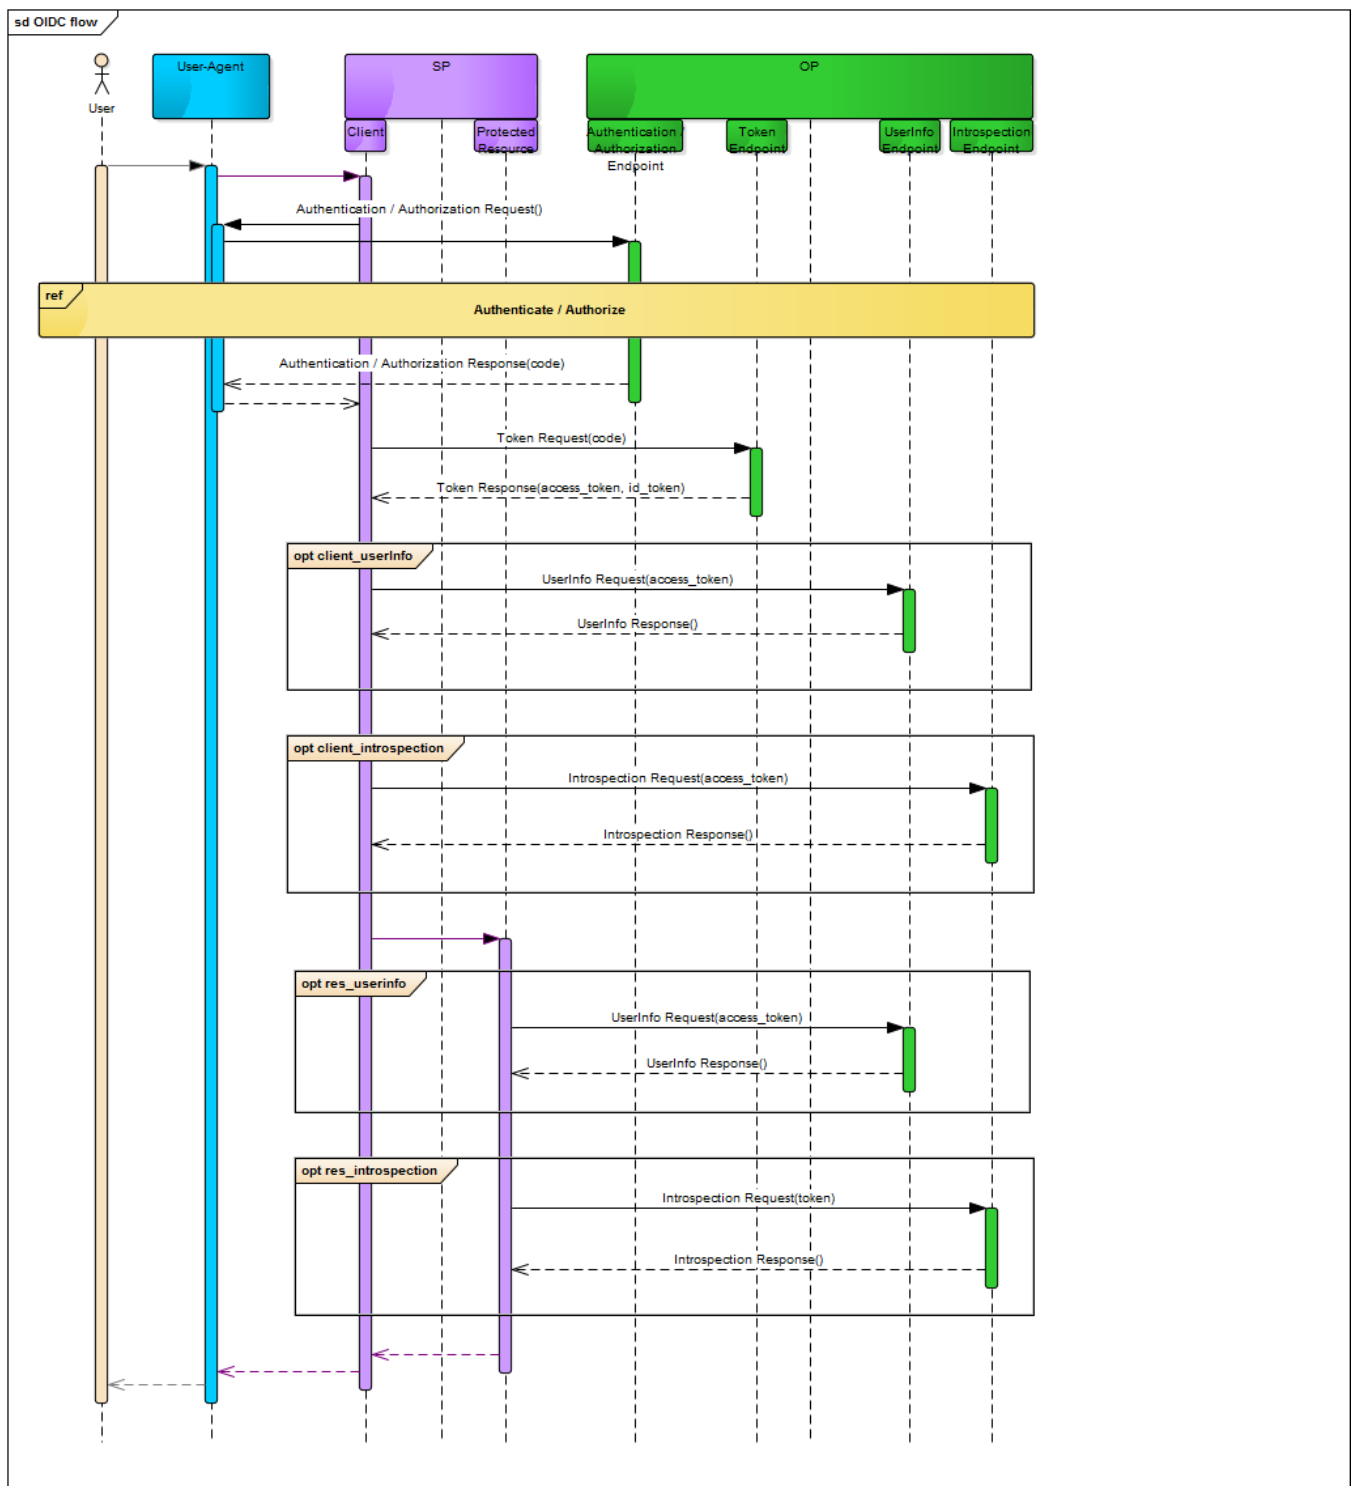 sd OIDC flow
User
User-Agent
SP
OP
Client
Protected
Resource
Authentication /
Authorization
Endpoint
Token
Endpoint
UserInfo
Endpoint
Introspection
Endpoint
Authentication / Authorization Request()
ref
Authenticate / Authorize
Authentication / Authorization Response(code)
Token Request(code)
Token Response(access_token, id_token)
opt client_userInfo
UserInfo Request(access_token)
UserInfo Response()
opt client_introspection
Introspection Request(access_token)
Introspection Response()
opt res_userinfo
UserInfo Request(access_token)
UserInfo Response()
opt res_introspection
Introspection Request(token)
Introspection Response()